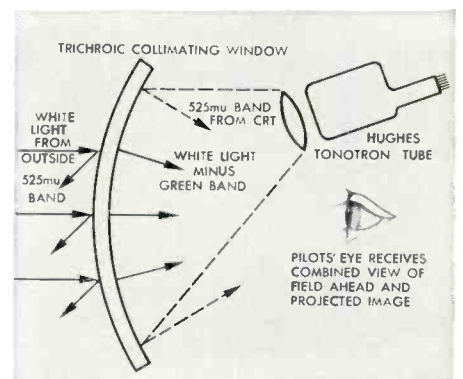 TRICHROIC COLLIMATING WINDOW
WHITE
LIGHT
FROM
OUTSIDE
525mu
BAND
525mu BAND
FROM CRT
WHITE LIGHT
MINUS
GREEN BAND
HUGHES
TONOTRON TUBE
PILOTS' EYE RECEIVES
COMBINED VIEW OF
FIELD AHEAD AND
PROJECTED IMAGE